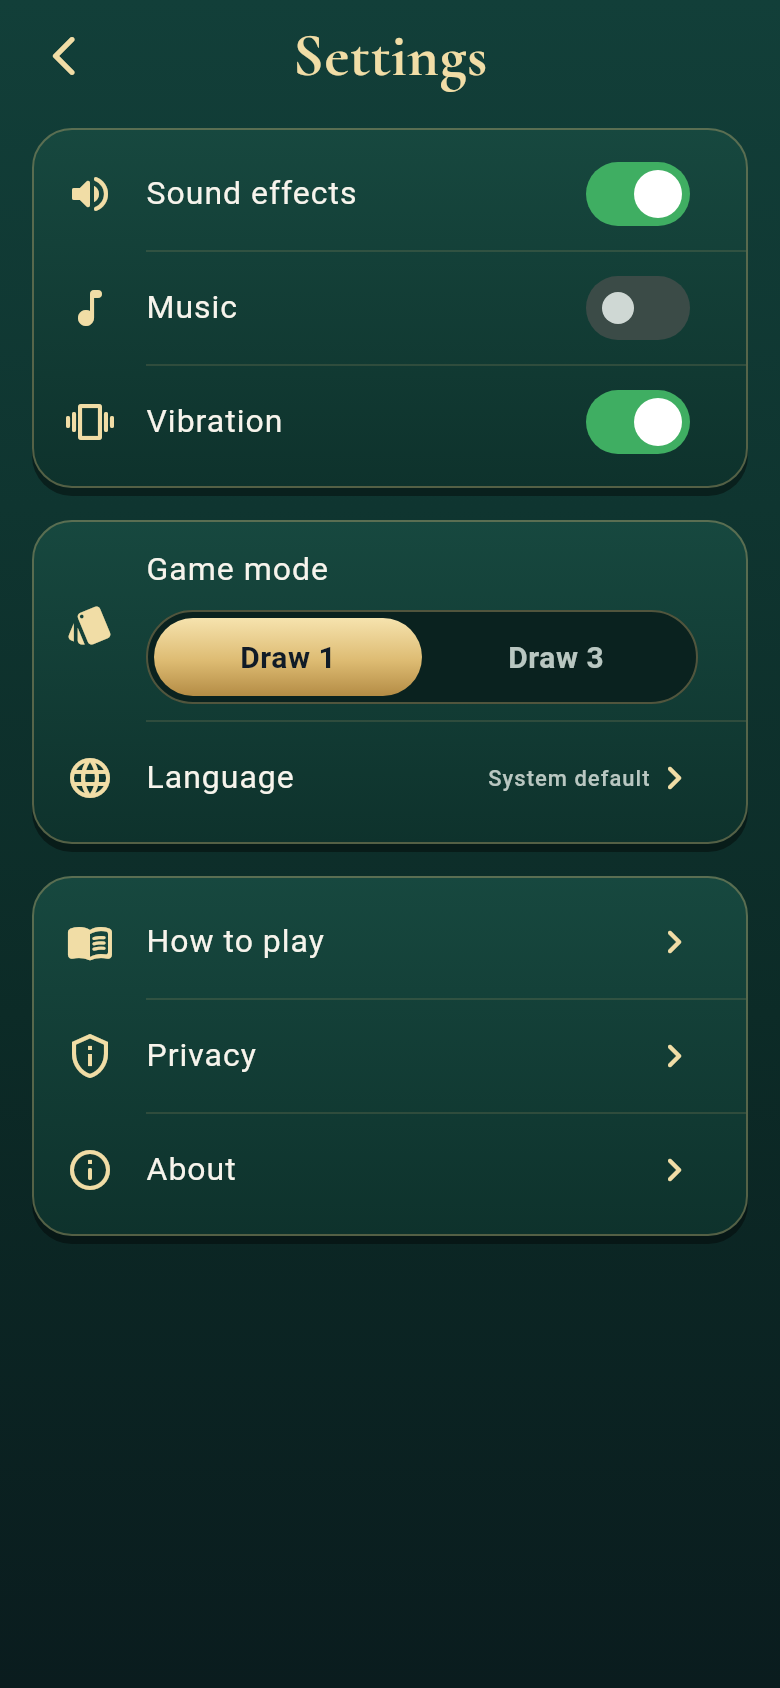 Settings
Sound effects
Music
Vibration
Game mode
Draw 1
Draw 3
Language
System default
How to play
Privacy
About